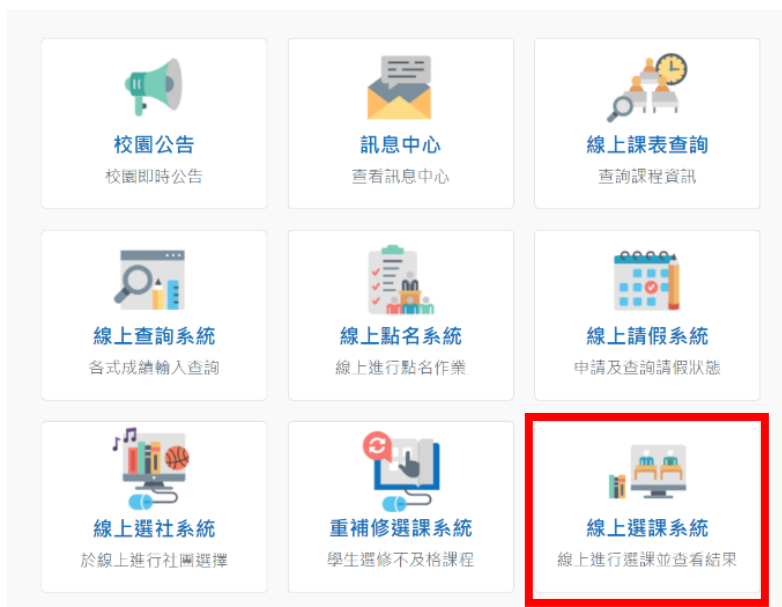 校園公告
校園即時公告
訊息中心
查看訊息中心
線上課表查詢
查詢課程資訊
線上查詢系統
各式成績輸入查詢
線上點名系統
線上進行點名作業
線上請假系統
申請及查詢請假狀態
線上選社系統
於線上進行社團選擇
重補修選課系統
學生選修不及格課程
線上選課系統
線上進行選課並查看結果